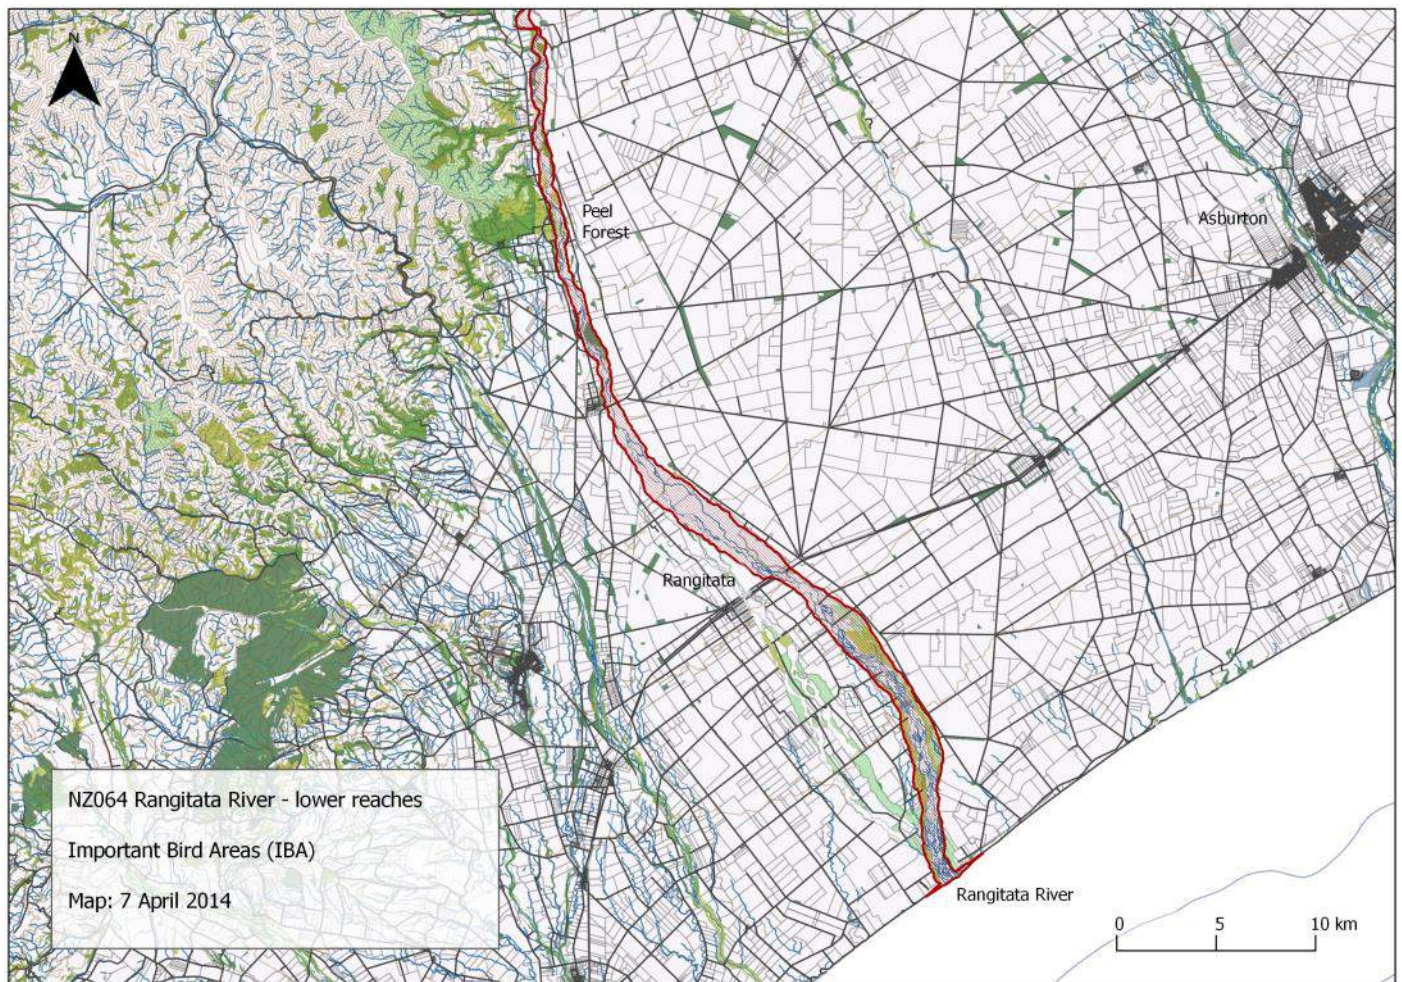 N
Peel
Forest
Asburton
Rangitata
NZ064 Rangitata River - lower reaches
Important Bird Areas (IBA)
Map: 7 April 2014
Rangitata River
0 5 10 km